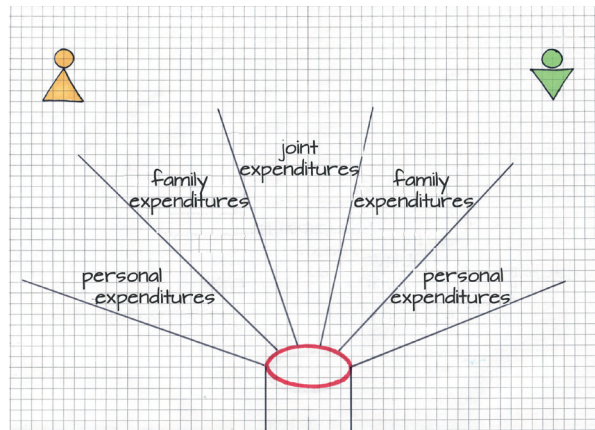 joint
expenditures
family
expenditures
family
expenditures
personal
expenditures
personal
expenditures